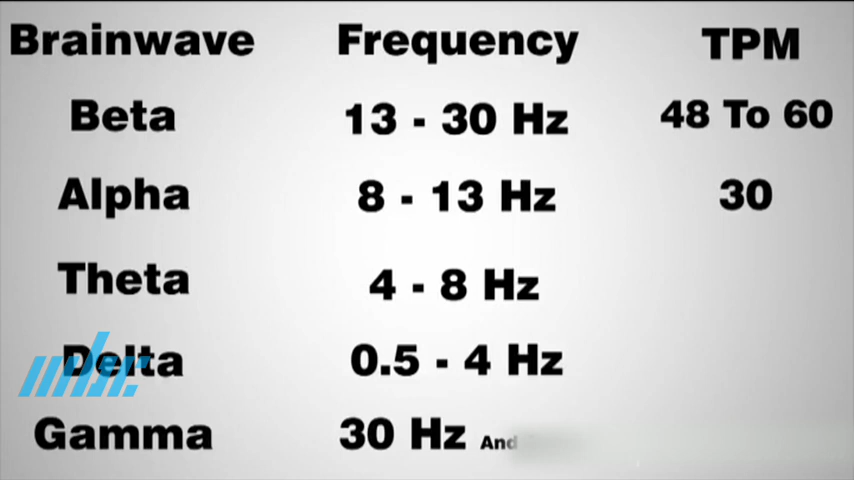 Brainwave Frequency TPM
Beta 13 - 30 Hz 48 To 60
Alpha 8 - 13 Hz 30
Theta 4 - 8 Hz
Delta 0.5 - 4 Hz
Gamma 30 Hz And